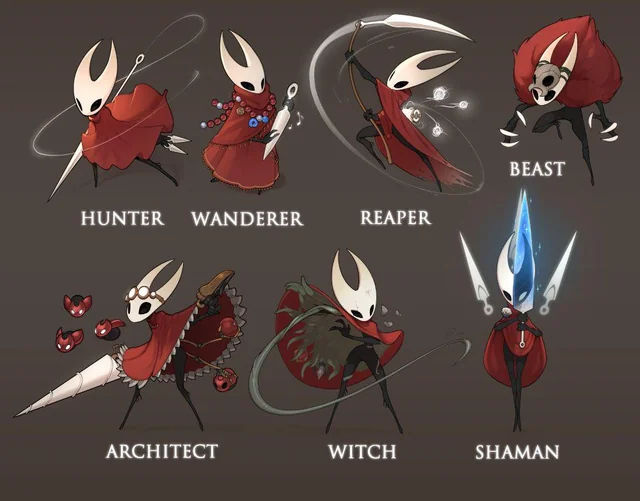 HUNTER
WANDERER
REAPER
BEAST
ARCHITECT
WITCH
SHAMAN